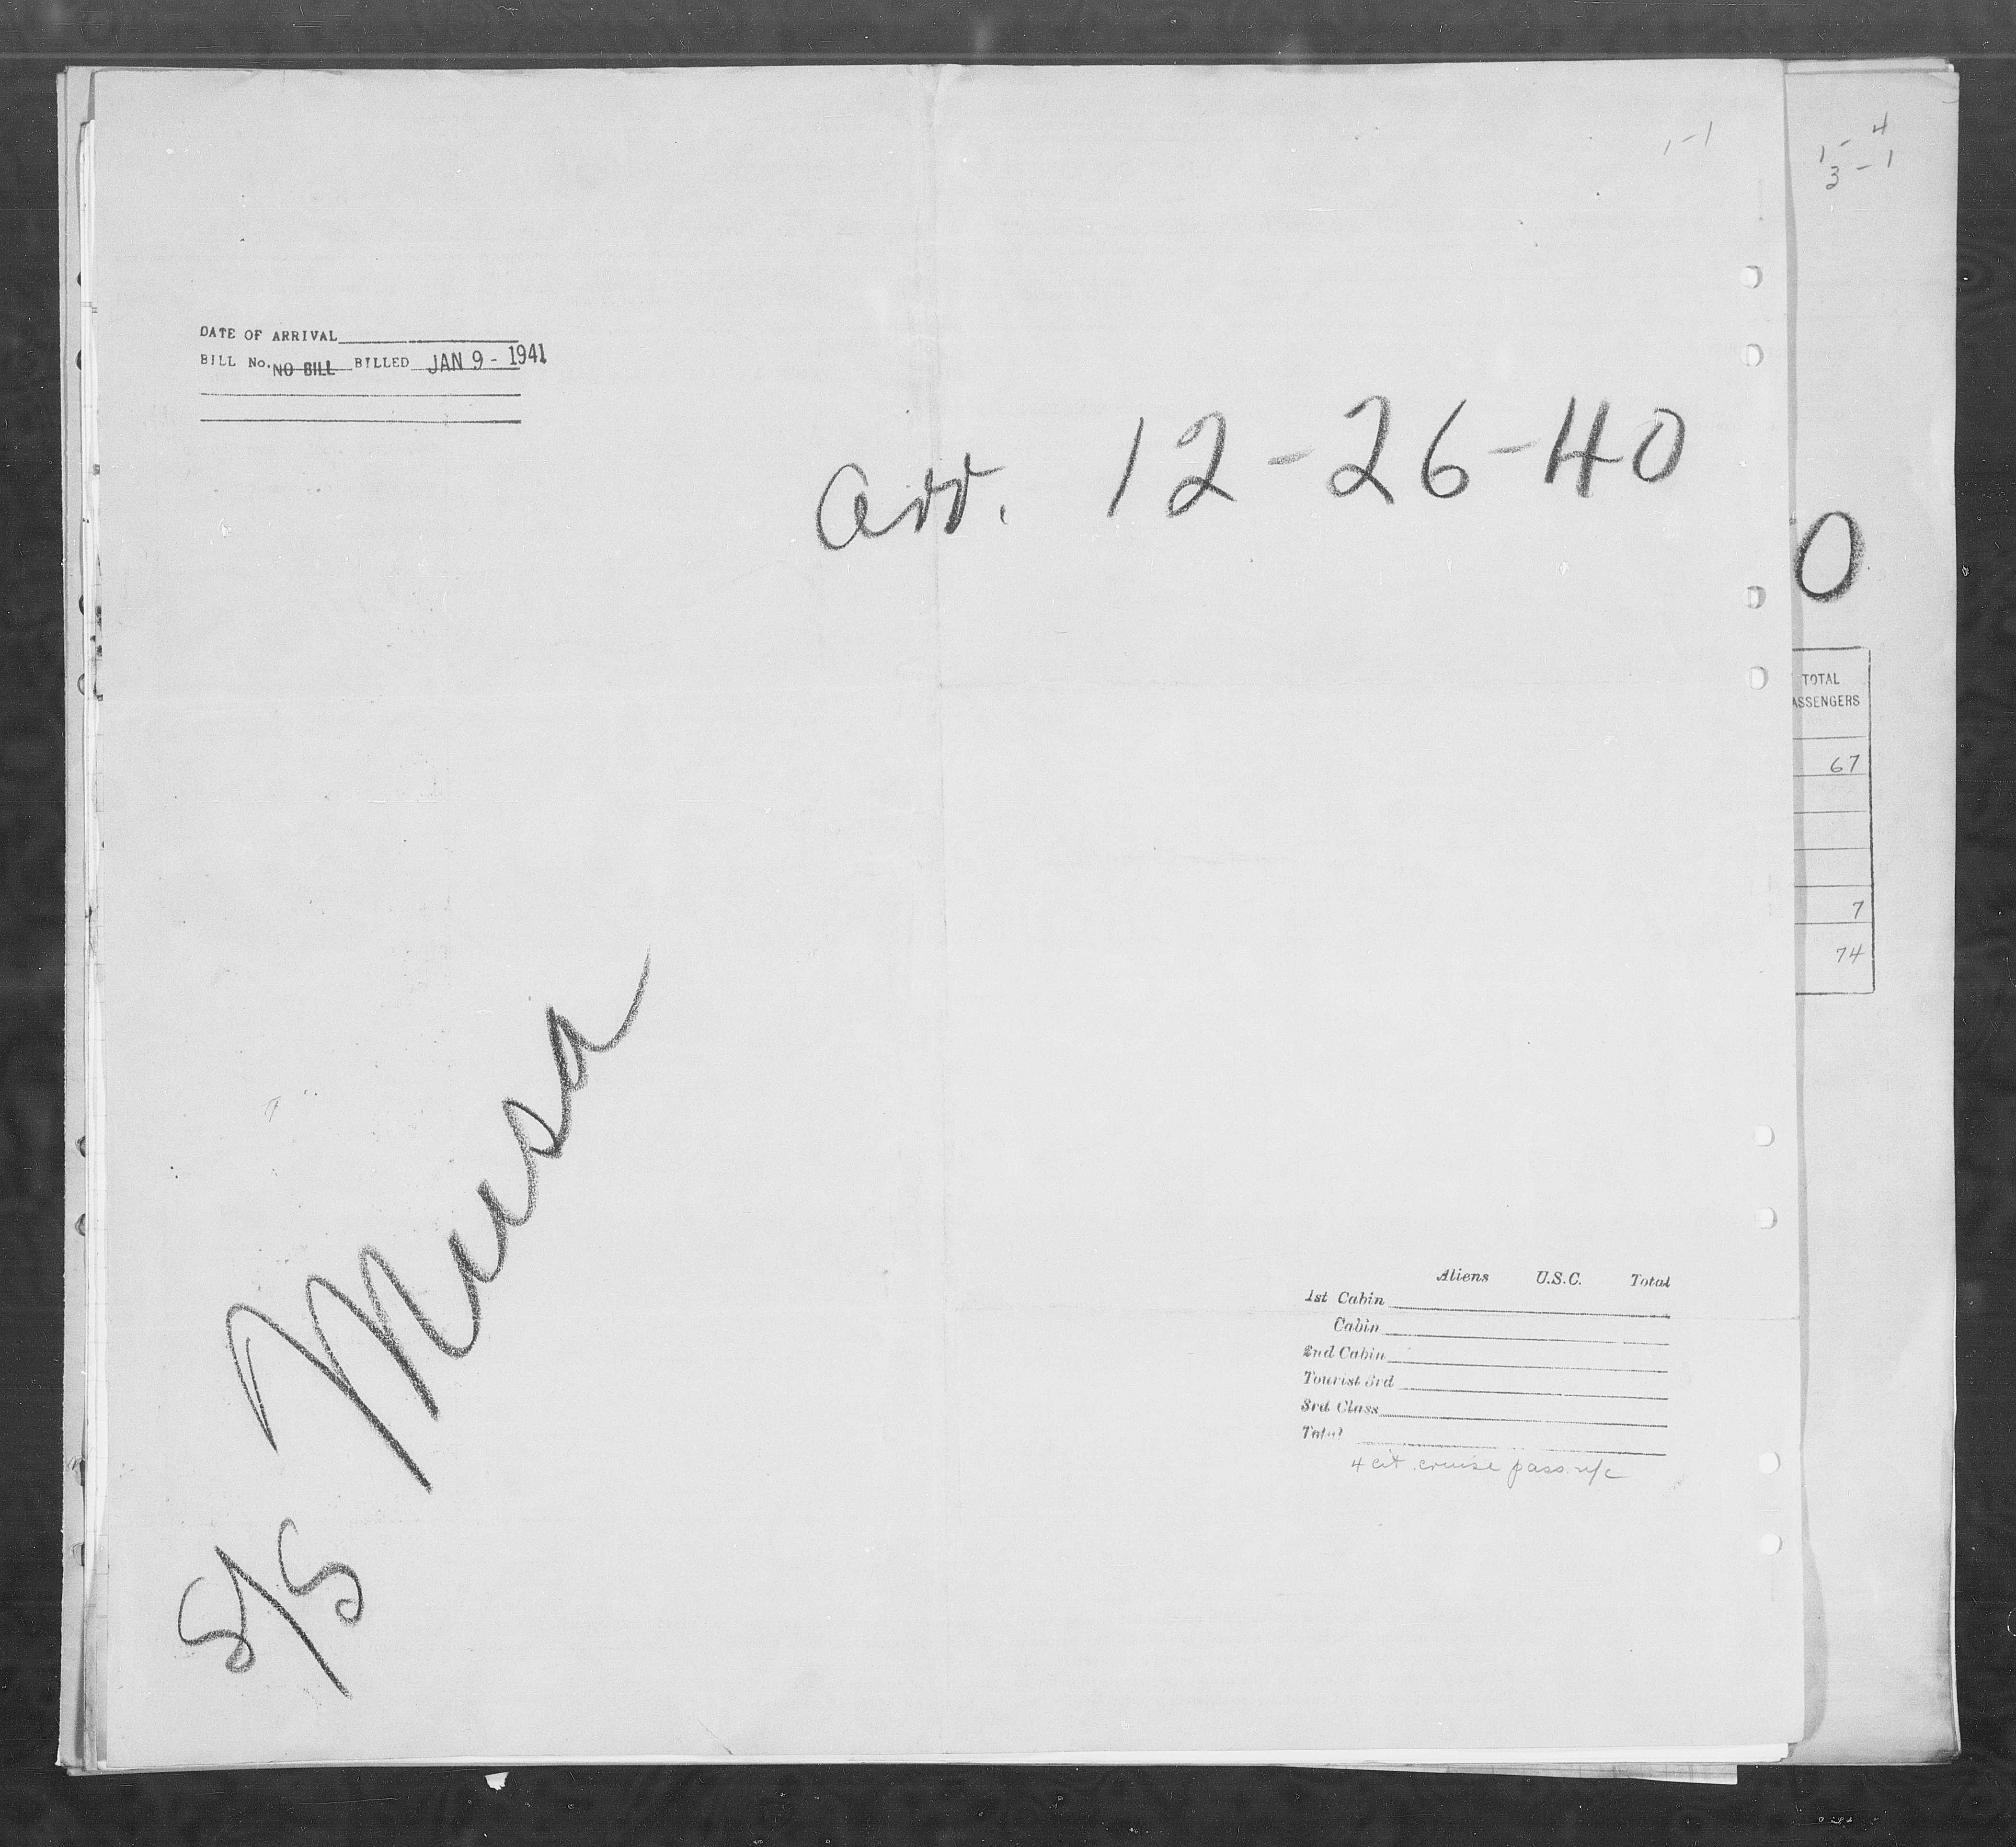 1-1
1-4
3-1
DATE OF ARRIVAL
BILL No. NO BILL BILLED JAN 9 - 1941
arr. 12-26-40
0
TOTAL
ASSENGERS
67
7
74
S/S Musa
Aliens U.S.C. Total
1st Cabin
Cabin
2nd Cabin
Tourist 3rd
3rd Class
Total
4 cit cruise pass. n/c